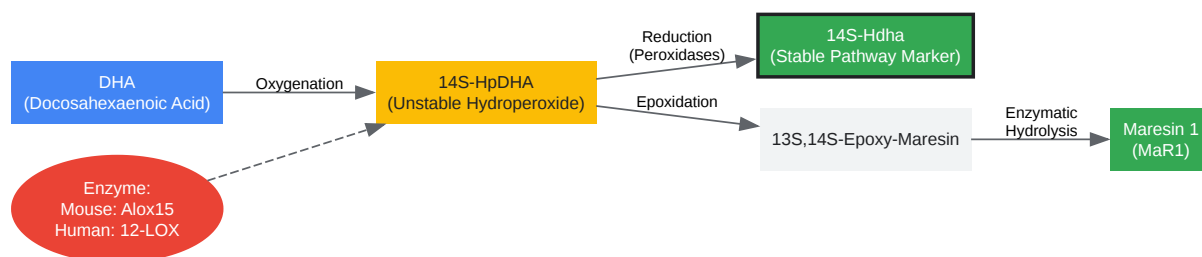 DHA
(Docosahexaenoic Acid)
Oxygenation
14S-HpDHA
(Unstable Hydroperoxide)
Reduction
(Peroxidases)
14S-Hdha
(Stable Pathway Marker)
Epoxidation
13S,14S-Epoxy-Maresin
Enzymatic
Hydrolysis
Maresin 1
(MaR1)
Enzyme:
Mouse: Alox15
Human: 12-LOX